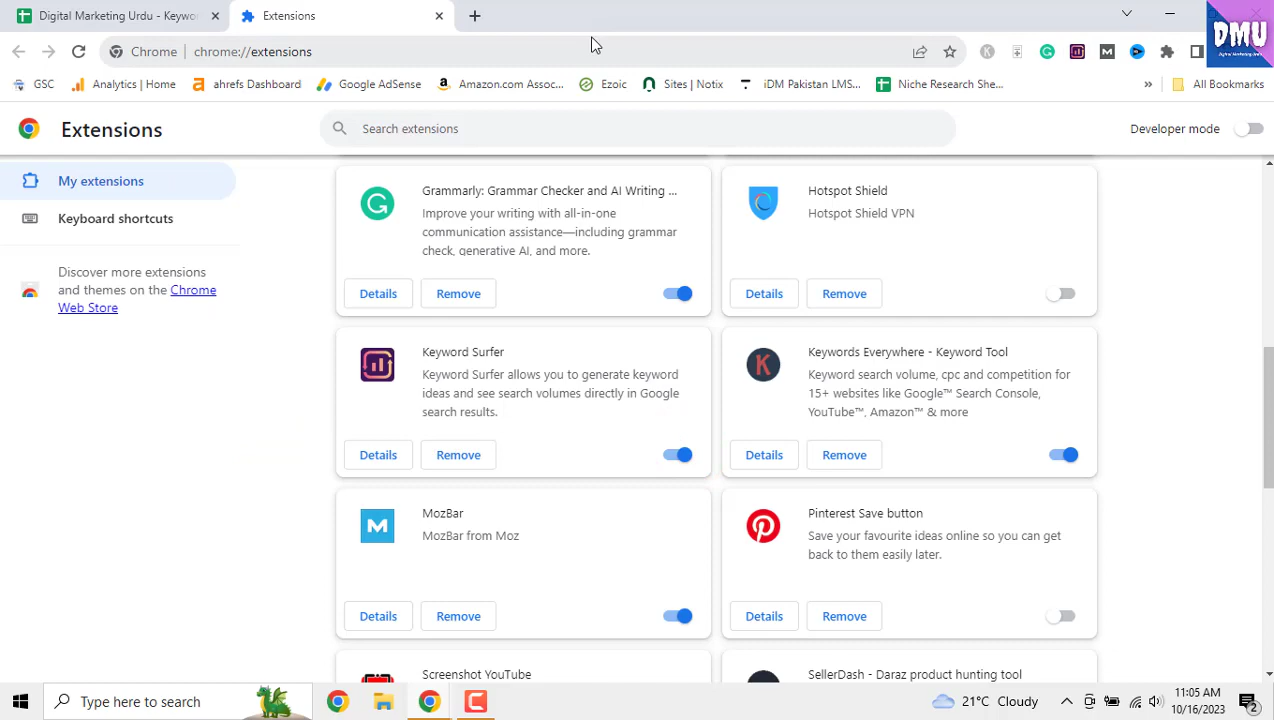 Digital Marketing Urdu - Keywo
Extensions
DMU
Chrome
chrome://extensions
GSC
Analytics | Home
ahrefs Dashboard
Google AdSense
Amazon.com Assoc...
Ezoic
Sites | Notix
iDM Pakistan LMS...
Niche Research She...
All Bookmarks
Extensions
Search extensions
Developer mode
My extensions
Keyboard shortcuts
Discover more extensions
and themes on the Chrome
Web Store
Grammarly: Grammar Checker and AI Writing ...
Improve your writing with all-in-one
communication assistance—including grammar
check, generative AI, and more.
Details
Remove
Hotspot Shield
Hotspot Shield VPN
Details
Remove
Keyword Surfer
Keyword Surfer allows you to generate keyword
ideas and see search volumes directly in Google
search results.
Details
Remove
Keywords Everywhere - Keyword Tool
Keyword search volume, cpc and competition for
15+ websites like Google™ Search Console,
YouTube™, Amazon™ & more
Details
Remove
MozBar
MozBar from Moz
Details
Remove
Pinterest Save button
Save your favourite ideas online so you can get
back to them easily later.
Details
Remove
Screenshot YouTube
SellerDash - Daraz product hunting tool
Type here to search
21°C Cloudy
11:05 AM
10/16/2023
2